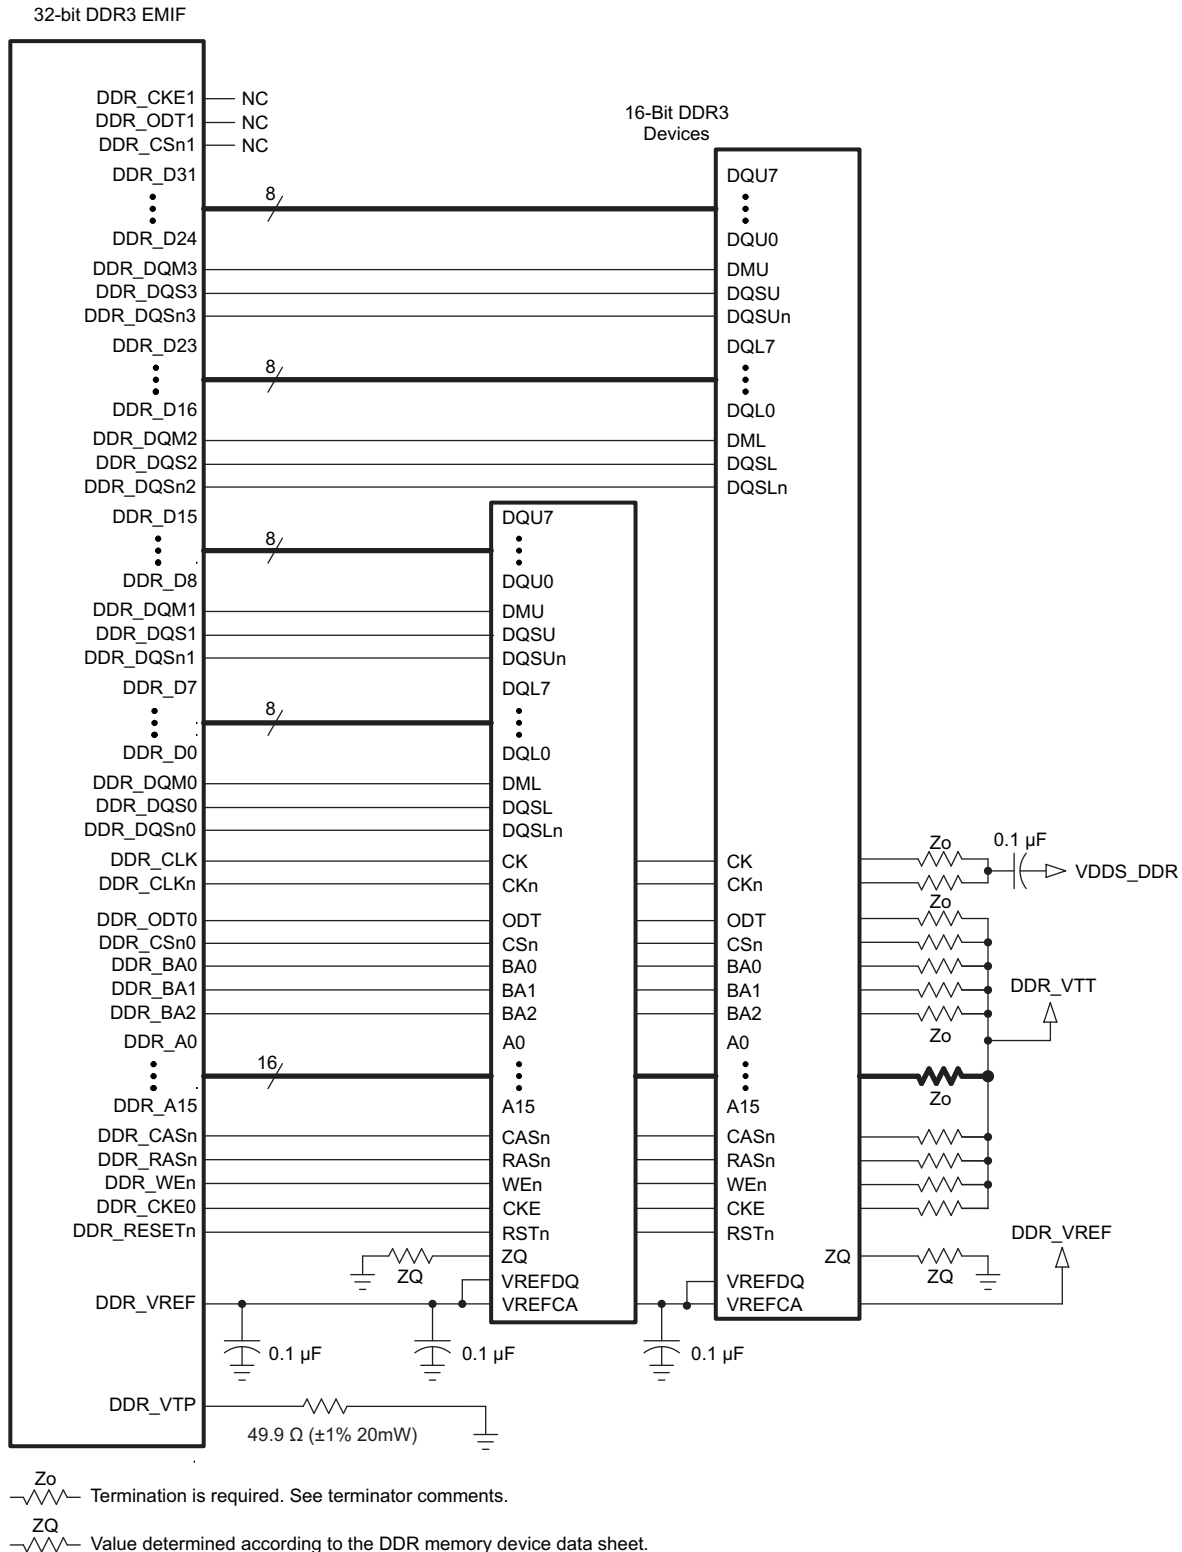 32-bit DDR3 EMIF
DDR_CKE1 NC
DDR_ODT1 NC
DDR_CSn1 NC
16-Bit DDR3
Devices
DDR_D31 8 DQU7
DDR_D24 DQU0
DDR_DQM3 DMU
DDR_DQS3 DQSU
DDR_DQSn3 DQSUn
DDR_D23 8 DQL7
DDR_D16 DQL0
DDR_DQM2 DML
DDR_DQS2 DQSL
DDR_DQSn2 DQSLn
DDR_D15 8 DQU7
DDR_D8 DQU0
DDR_DQM1 DMU
DDR_DQS1 DQSU
DDR_DQSn1 DQSUn
DDR_D7 8 DQL7
DDR_D0 DQL0
DDR_DQM0 DML
DDR_DQS0 DQSL
DDR_DQSn0 DQSLn
Zo 0.1 µF
DDR_CLK CK CK VDDS_DDR
DDR_CLKn CKn CKn
Zo
DDR_ODT0 ODT ODT
DDR_CSn0 CSn CSn
DDR_BA0 BA0 BA0
DDR_BA1 BA1 BA1 DDR_VTT
DDR_BA2 BA2 BA2
Zo
DDR_A0 A0 A0
16
Zo
DDR_A15 A15 A15
DDR_CASn CASn CASn
DDR_RASn RASn RASn
DDR_WEn WEn WEn
DDR_CKE0 CKE CKE
DDR_RESETn RSTn RSTn DDR_VREF
ZQ ZQ
ZQ ZQ
VREFDQ VREFDQ
DDR_VREF VREFCA VREFCA
0.1 µF 0.1 µF 0.1 µF
DDR_VTP
49.9 Ω (±1% 20mW)
Zo
Termination is required. See terminator comments.
ZQ
Value determined according to the DDR memory device data sheet.